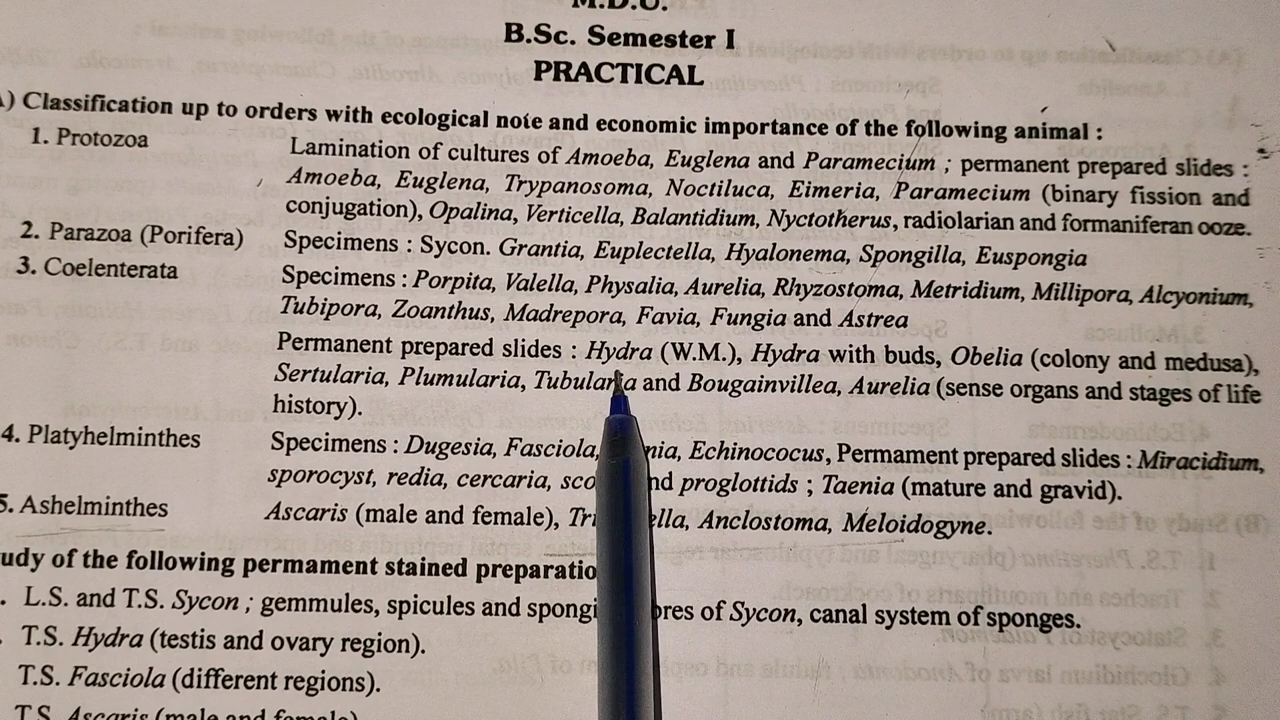 M.D.U.
B.Sc. Semester I
PRACTICAL
) Classification up to orders with ecological note and economic importance of the following animal :
1. Protozoa Lamination of cultures of Amoeba, Euglena and Paramecium ; permanent prepared slides :
Amoeba, Euglena, Trypanosoma, Noctiluca, Eimeria, Paramecium (binary fission and
conjugation), Opalina, Verticella, Balantidium, Nyctotherus, radiolarian and formaniferan ooze.
2. Parazoa (Porifera) Specimens : Sycon. Grantia, Euplectella, Hyalonema, Spongilla, Euspongia
3. Coelenterata Specimens : Porpita, Valella, Physalia, Aurelia, Rhyzostoma, Metridium, Millipora, Alcyonium,
Tubipora, Zoanthus, Madrepora, Favia, Fungia and Astrea
Permanent prepared slides : Hydra (W.M.), Hydra with buds, Obelia (colony and medusa),
Sertularia, Plumularia, Tubularia and Bougainvillea, Aurelia (sense organs and stages of life
history).
4. Platyhelminthes Specimens : Dugesia, Fasciola, Echinococus, Permament prepared slides : Miracidium,
sporocyst, redia, cercaria, proglottids ; Taenia (mature and gravid).
5. Ashelminthes Ascaris (male and female), Anclostoma, Meloidogyne.
udy of the following permament stained preparatio
. L.S. and T.S. Sycon ; gemmules, spicules and spongi of Sycon, canal system of sponges.
T.S. Hydra (testis and ovary region).
T.S. Fasciola (different regions).
T.S. Ascaris (male and female)